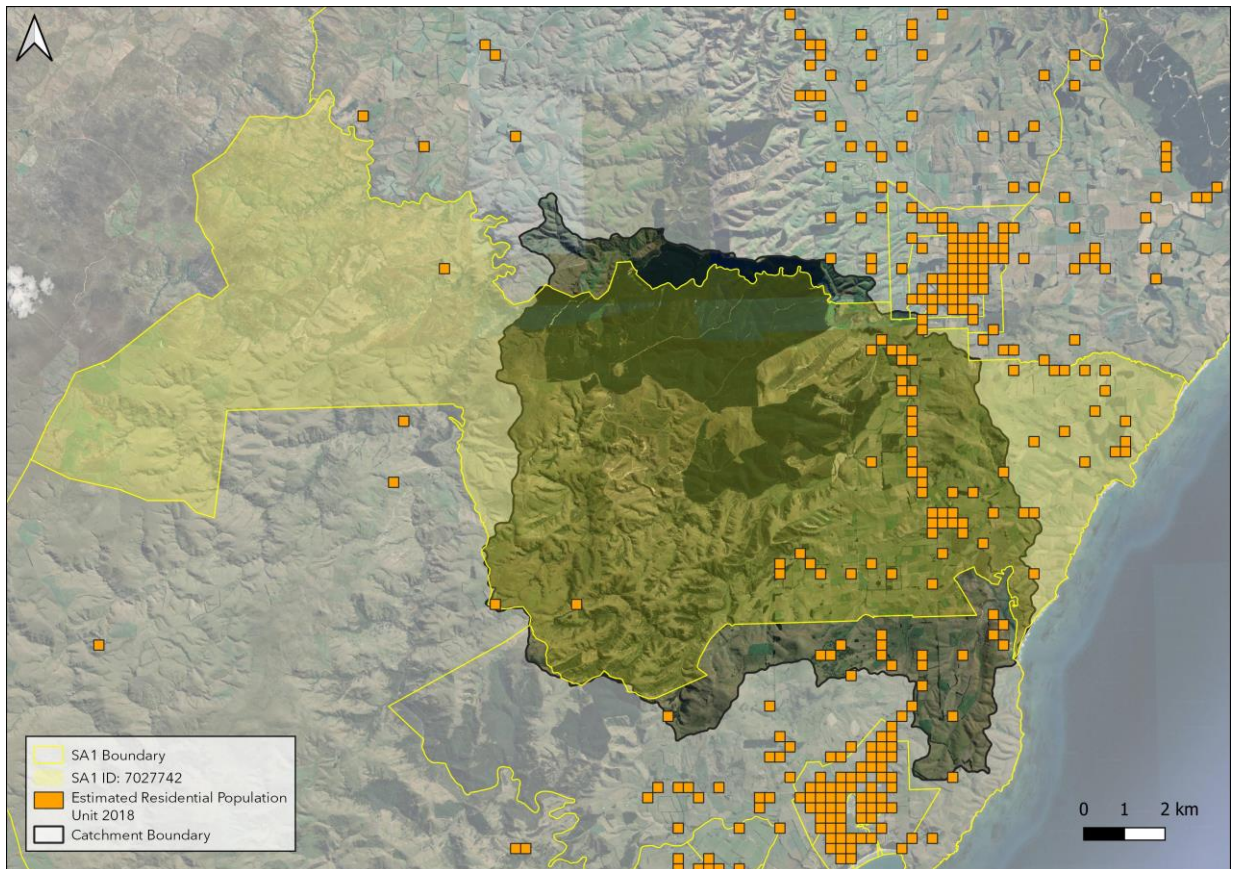 SA1 Boundary
SA1 ID: 7027742
Estimated Residential Population
Unit 2018
Catchment Boundary
0 1 2 km